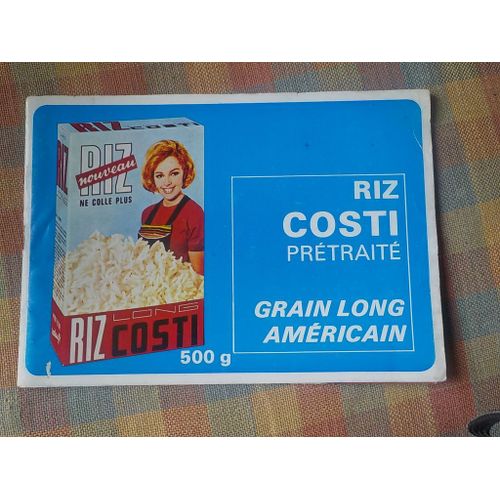 RIZ COSTI
RIZ
nouveau
NE COLLE PLUS
LONG
RIZ COSTI
500 g
RIZ
COSTI
PRÉTRAITÉ
GRAIN LONG
AMÉRICAIN